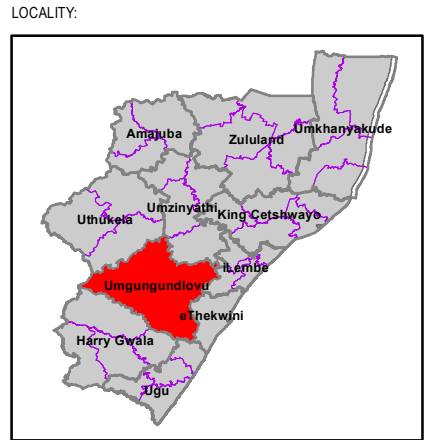 LOCALITY:
Amajuba
Zululand
Umkhanyakude
Umzinyathi
King Cetshwayo
Uthukela
iLembe
Umgungundlovu
eThekwini
Harry Gwala
Ugu